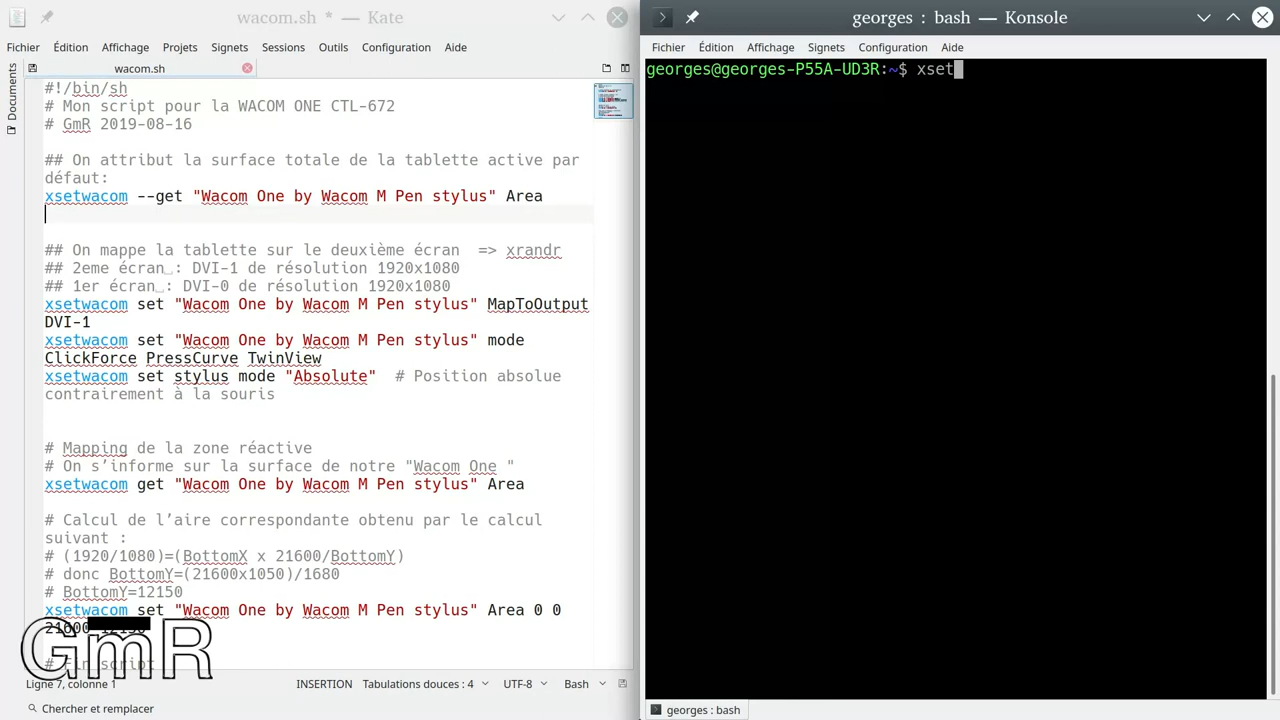 wacom.sh * — Kate
Fichier Édition Affichage Projets Signets Sessions Outils Configuration Aide
wacom.sh
Documents
#!/bin/sh
# Mon script pour la WACOM ONE CTL-672
# GmR 2019-08-16
## On attribut la surface totale de la tablette active par
défaut:
xsetwacom --get "Wacom One by Wacom M Pen stylus" Area
## On mappe la tablette sur le deuxième écran  => xrandr
## 2eme écran : DVI-1 de résolution 1920x1080
## 1er écran : DVI-0 de résolution 1920x1080
xsetwacom set "Wacom One by Wacom M Pen stylus" MapToOutput
DVI-1
xsetwacom set "Wacom One by Wacom M Pen stylus" mode
ClickForce PressCurve TwinView
xsetwacom set stylus mode "Absolute"  # Position absolue
contrairement à la souris
# Mapping de la zone réactive
# On s’informe sur la surface de notre "Wacom One "
xsetwacom get "Wacom One by Wacom M Pen stylus" Area
# Calcul de l’aire correspondante obtenu par le calcul
suivant :
# (1920/1080)=(BottomX x 21600/BottomY)
# donc BottomY=(21600x1050)/1680
# BottomY=12150
xsetwacom set "Wacom One by Wacom M Pen stylus" Area 0 0
21600 12150
# Fin script
GmR
Ligne 7, colonne 1 INSERTION Tabulations douces : 4 UTF-8 Bash
Chercher et remplacer
georges : bash — Konsole
Fichier Édition Affichage Signets Configuration Aide
georges@georges-P55A-UD3R:~$ xset
georges : bash